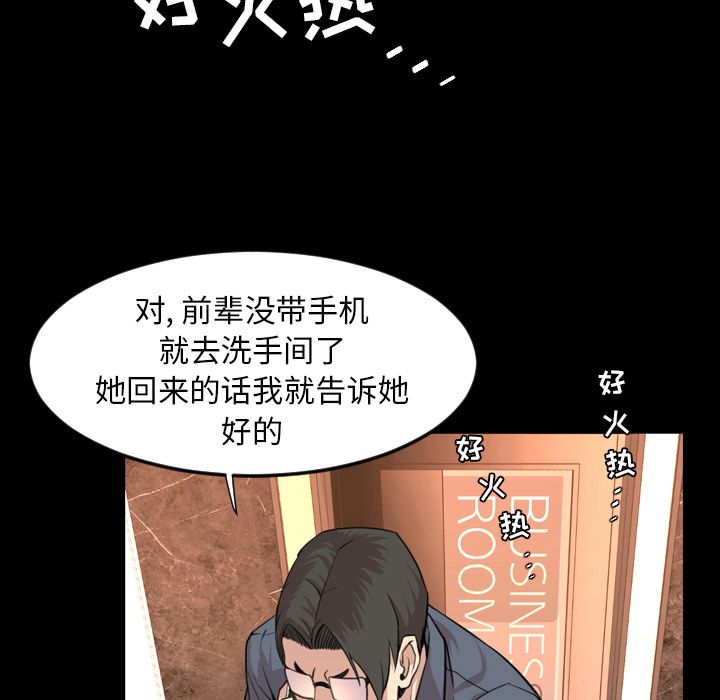 好火热...
对, 前辈没带手机
就去洗手间了
她回来的话我就告诉她
好的
好火热...
好火热...
BUSINES
ROOM